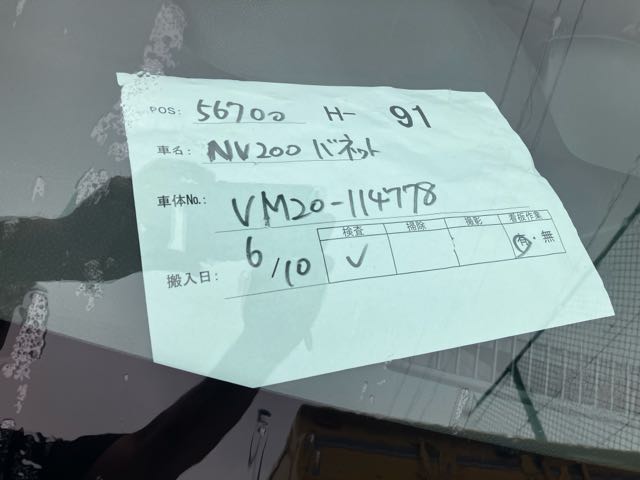 POS: 56700 H- 91
車名: NV200 バネット
車体No.: VM20-114778
検査 掃除 撮影 看板作業
搬入日: 6/10 ✓ 有・無